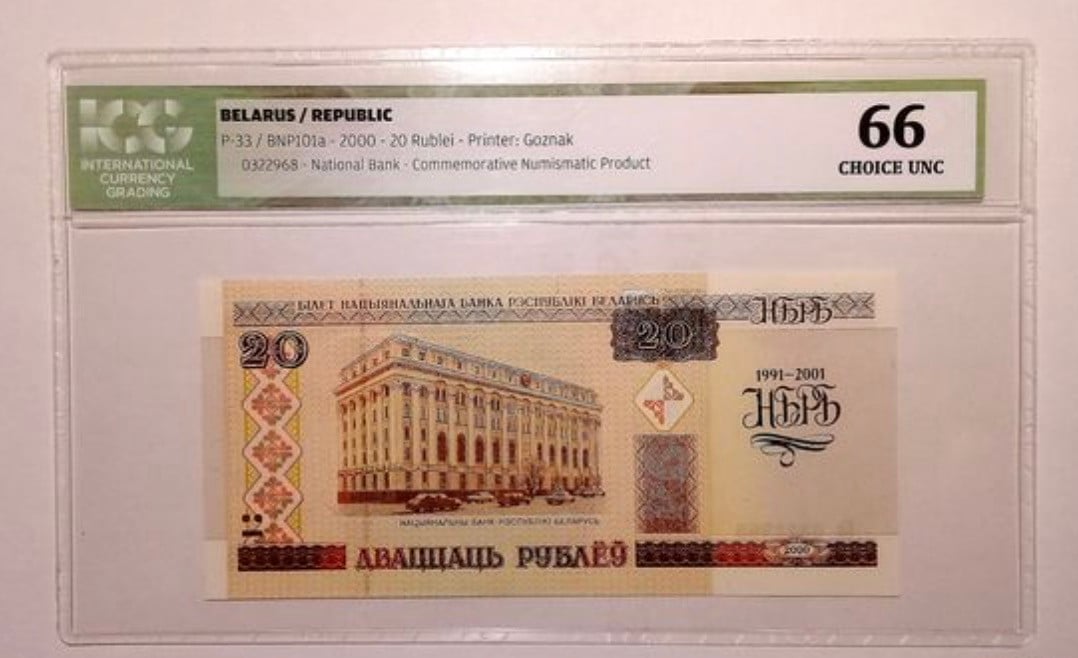 ICG
INTERNATIONAL
CURRENCY
GRADING
BELARUS / REPUBLIC
P-33 / BNP101a - 2000 - 20 Rublei - Printer: Goznak
0322968 - National Bank - Commemorative Numismatic Product
66
CHOICE UNC
БІЛЕТ НАЦЫЯНАЛЬНАГА БАНКА РЭСПУБЛІКІ БЕЛАРУСЬ
НБРБ
20
20
1991–2001
НБРБ
НАЦЫЯНАЛЬНЫ БАНК РЭСПУБЛІКІ БЕЛАРУСЬ
ДВАЦЦАЦЬ РУБЛЁЎ
2000